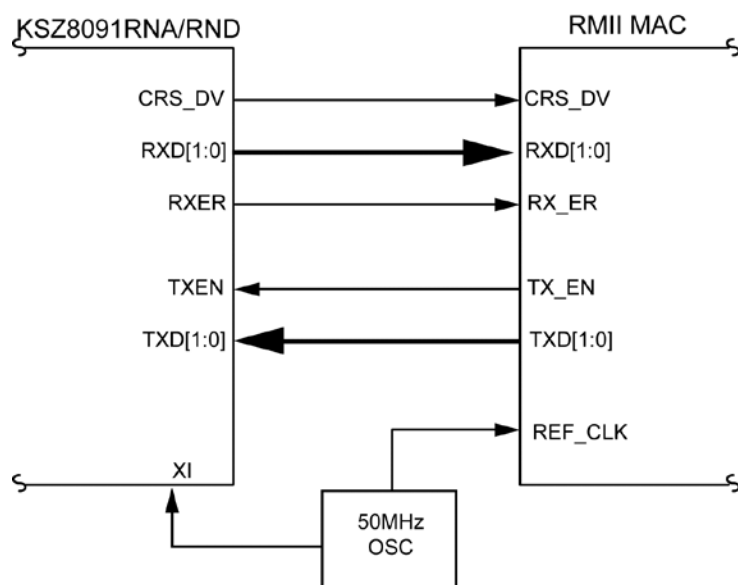 KSZ8091RNA/RND
RMII MAC
CRS_DV
CRS_DV
RXD[1:0]
RXD[1:0]
RXER
RX_ER
TXEN
TX_EN
TXD[1:0]
TXD[1:0]
REF_CLK
XI
50MHz
OSC